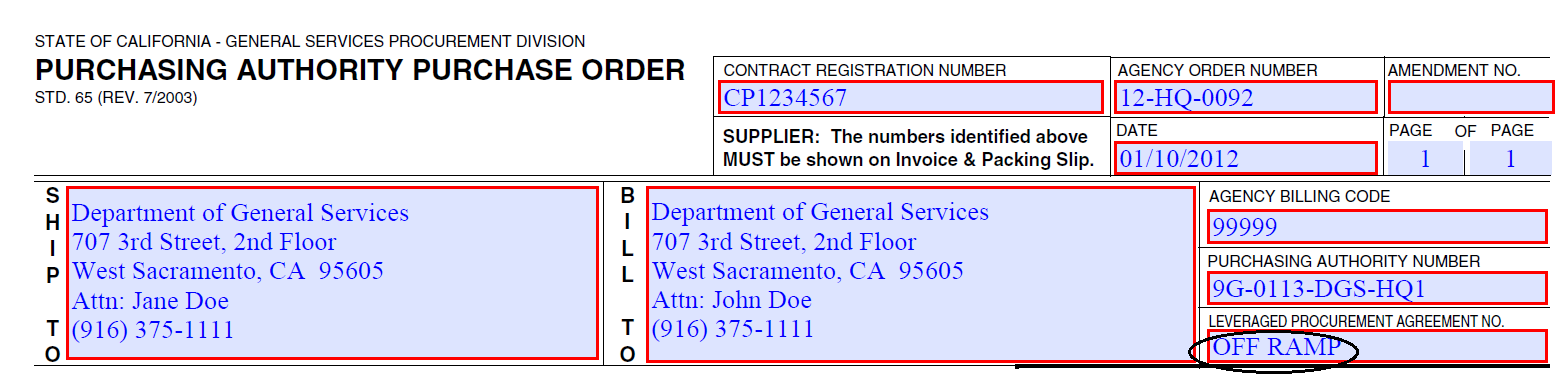 STATE OF CALIFORNIA - GENERAL SERVICES PROCUREMENT DIVISION
PURCHASING AUTHORITY PURCHASE ORDER
STD. 65 (REV. 7/2003)
CONTRACT REGISTRATION NUMBER
CP1234567
AGENCY ORDER NUMBER
12-HQ-0092
AMENDMENT NO.
SUPPLIER: The numbers identified above
MUST be shown on Invoice & Packing Slip.
DATE
01/10/2012
PAGE OF PAGE
1 1
SHIP TO
Department of General Services
707 3rd Street, 2nd Floor
West Sacramento, CA 95605
Attn: Jane Doe
(916) 375-1111
BILL TO
Department of General Services
707 3rd Street, 2nd Floor
West Sacramento, CA 95605
Attn: John Doe
(916) 375-1111
AGENCY BILLING CODE
99999
PURCHASING AUTHORITY NUMBER
9G-0113-DGS-HQ1
LEVERAGED PROCUREMENT AGREEMENT NO.
OFF RAMP